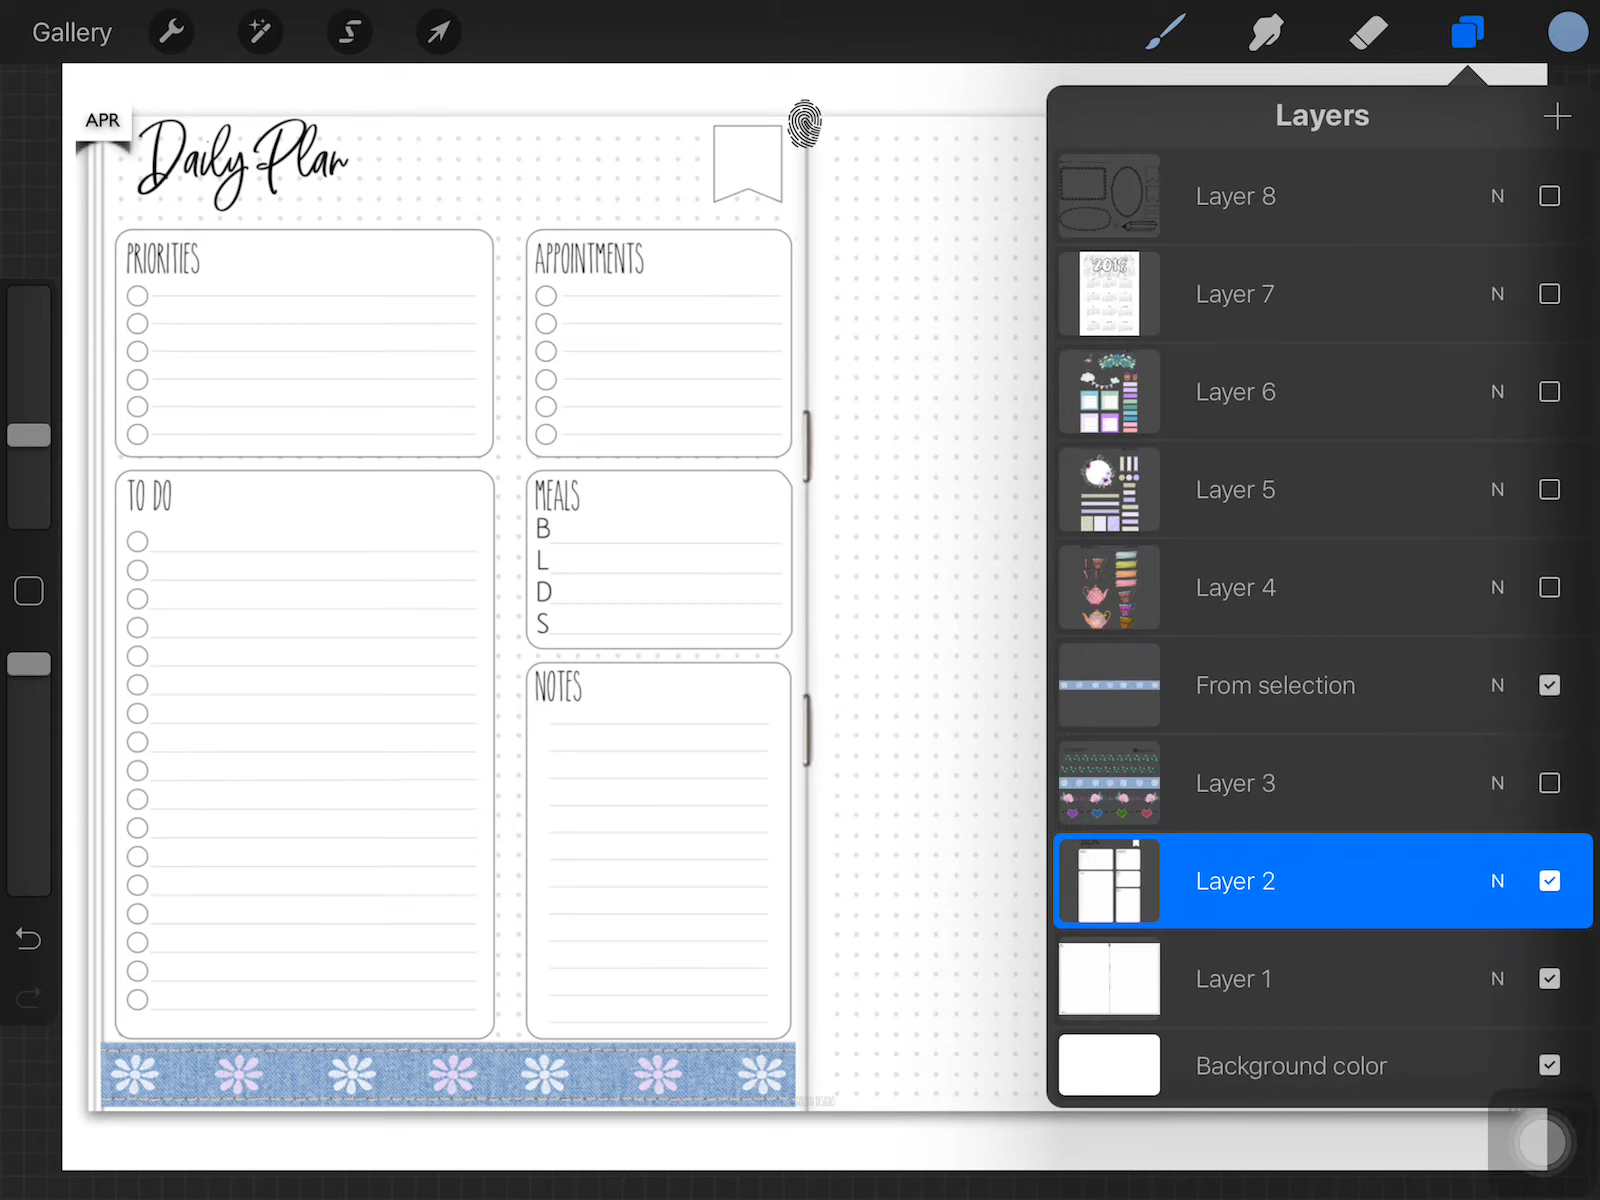 Gallery
APR
Daily Plan
PRIORITIES
APPOINTMENTS
TO DO
MEALS
B
L
D
S
NOTES
Layers
Layer 8 N
2018
Layer 7 N
Layer 6 N
Layer 5 N
Layer 4 N
From selection N
Layer 3 N
Layer 2 N
Layer 1 N
Background color